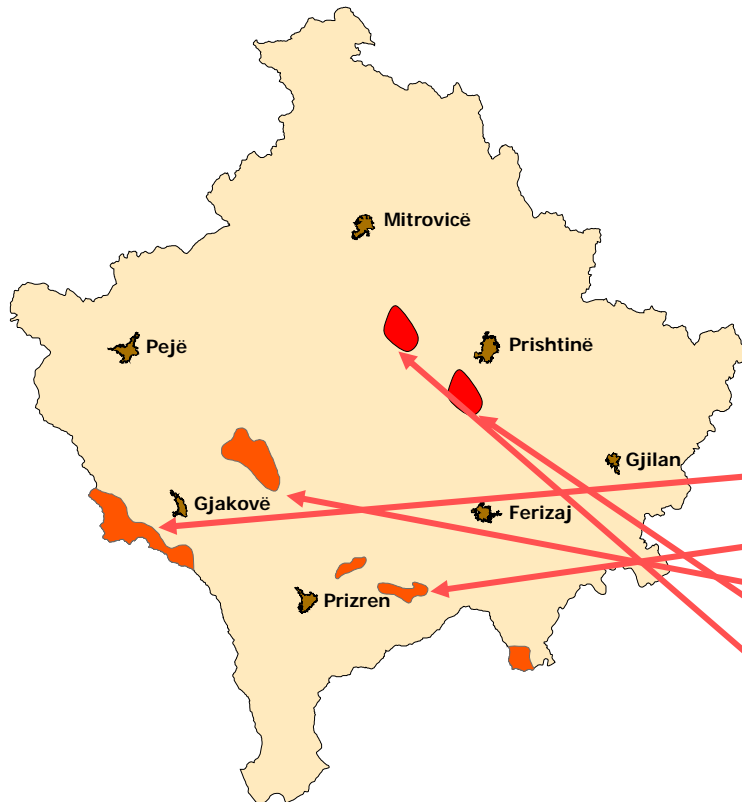 Mitrovicë
Pejë
Prishtinë
Gjilan
Gjakovë
Ferizaj
Prizren